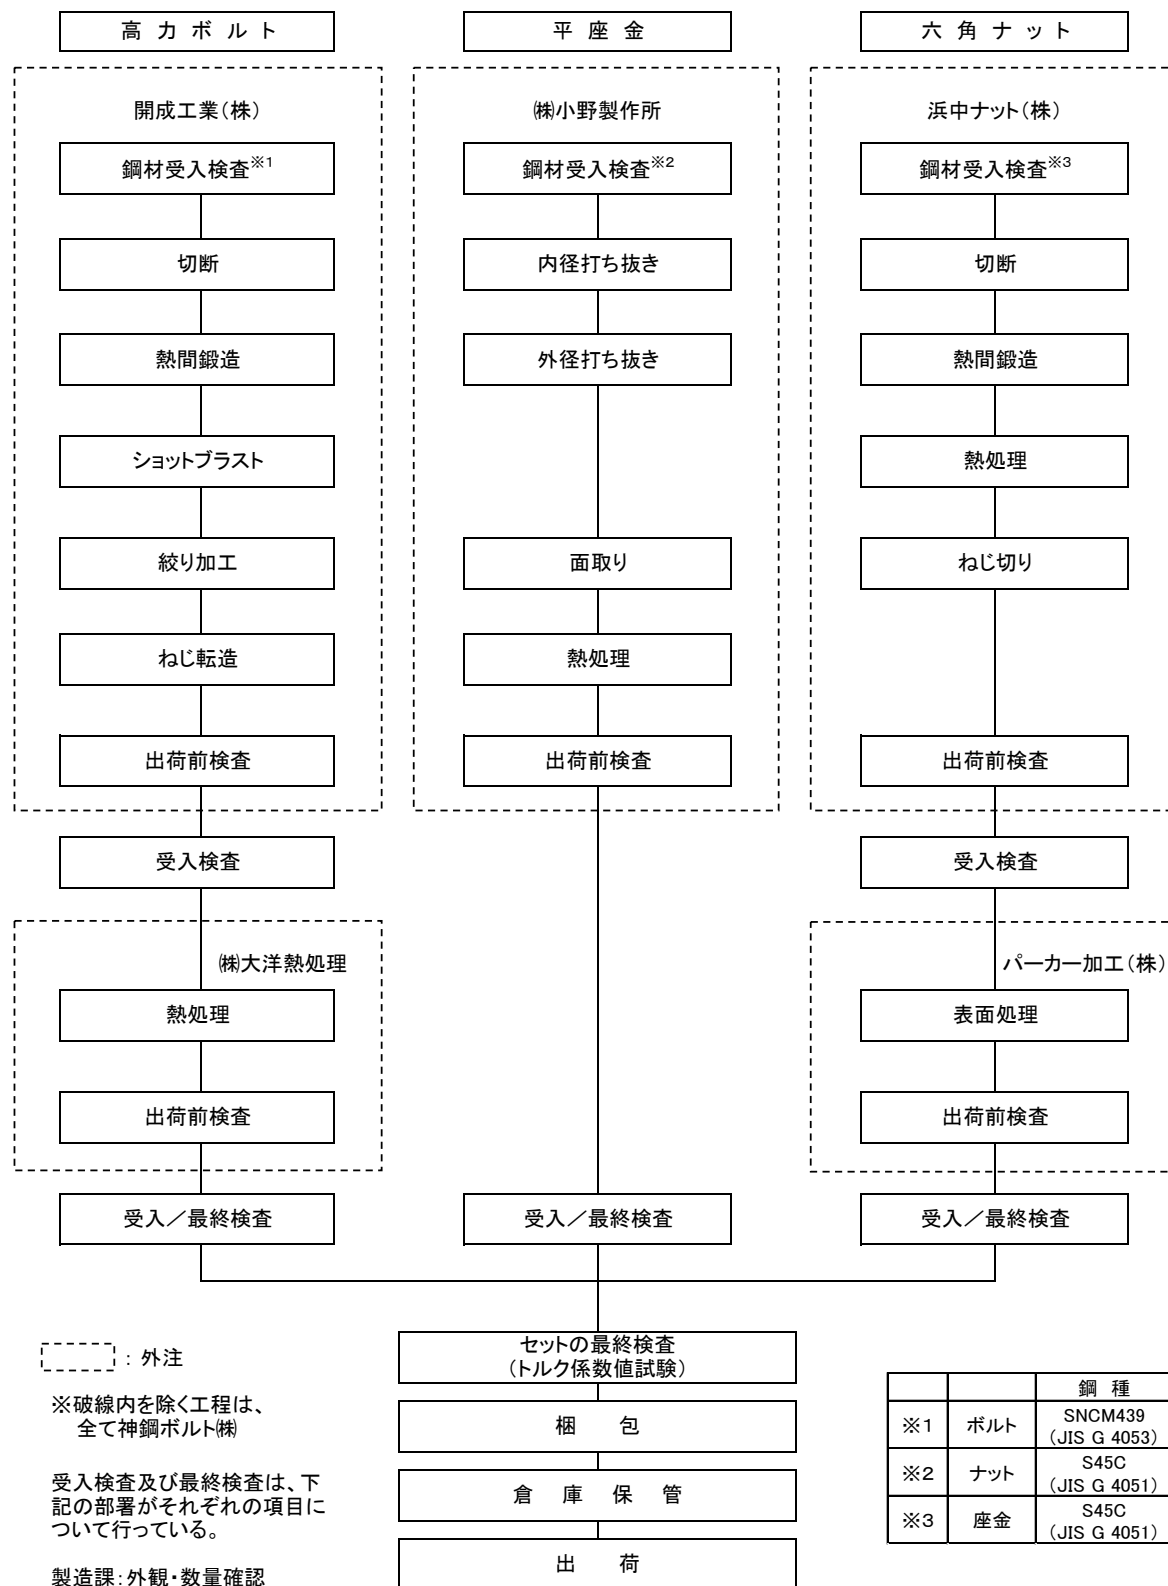 高力ボルト
平座金
六角ナット
開成工業(株)
鋼材受入検査※1
切断
熱間鍛造
ショットブラスト
絞り加工
ねじ転造
出荷前検査
受入検査
㈱大洋熱処理
熱処理
出荷前検査
受入／最終検査
㈱小野製作所
鋼材受入検査※2
内径打ち抜き
外径打ち抜き
面取り
熱処理
出荷前検査
受入／最終検査
浜中ナット(株)
鋼材受入検査※3
切断
熱間鍛造
熱処理
ねじ切り
出荷前検査
受入検査
パーカー加工(株)
表面処理
出荷前検査
受入／最終検査
セットの最終検査
(トルク係数値試験)
梱包
倉庫保管
出荷
：外注
※破線内を除く工程は、
全て神鋼ボルト㈱
受入検査及び最終検査は、下
記の部署がそれぞれの項目に
ついて行っている。
製造課：外観・数量確認
鋼種
※1 ボルト SNCM439
(JIS G 4053)
※2 ナット S45C
(JIS G 4051)
※3 座金 S45C
(JIS G 4051)